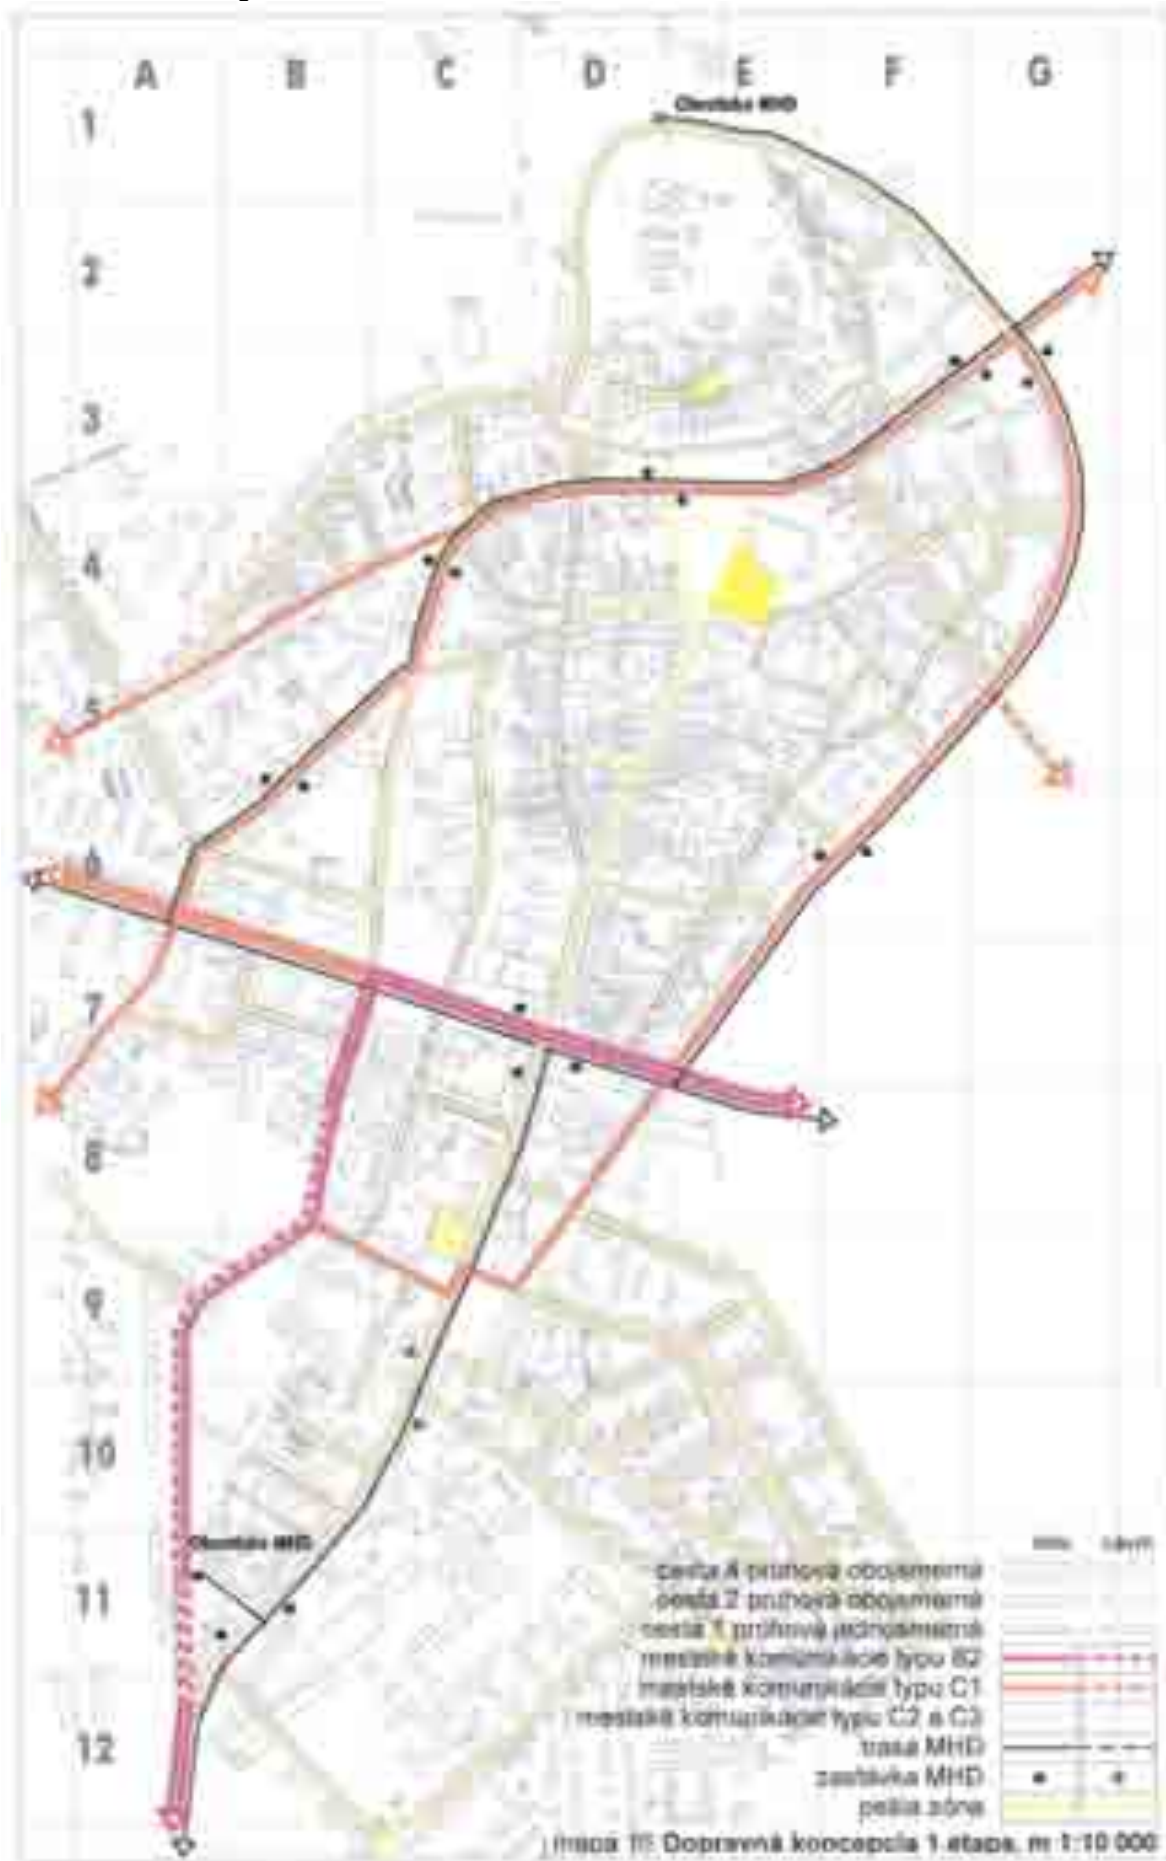 A B C D E F G
Obratisko MHD
1
2
3
4
5
6
7
8
9
10
Obratisko MHD
11
12
cesta 4 pruhová obojsmerná
cesta 2 pruhová obojsmerná
cesta 1 pruhová jednosmerná
mestské komunikácie typu B2
mestské komunikácie typu C1
mestské komunikácie typu C2 a C3
trasa MHD
zastávka MHD
pešia zóna
mapa Dopravná koncepcia 1.etapa, m 1:10 000